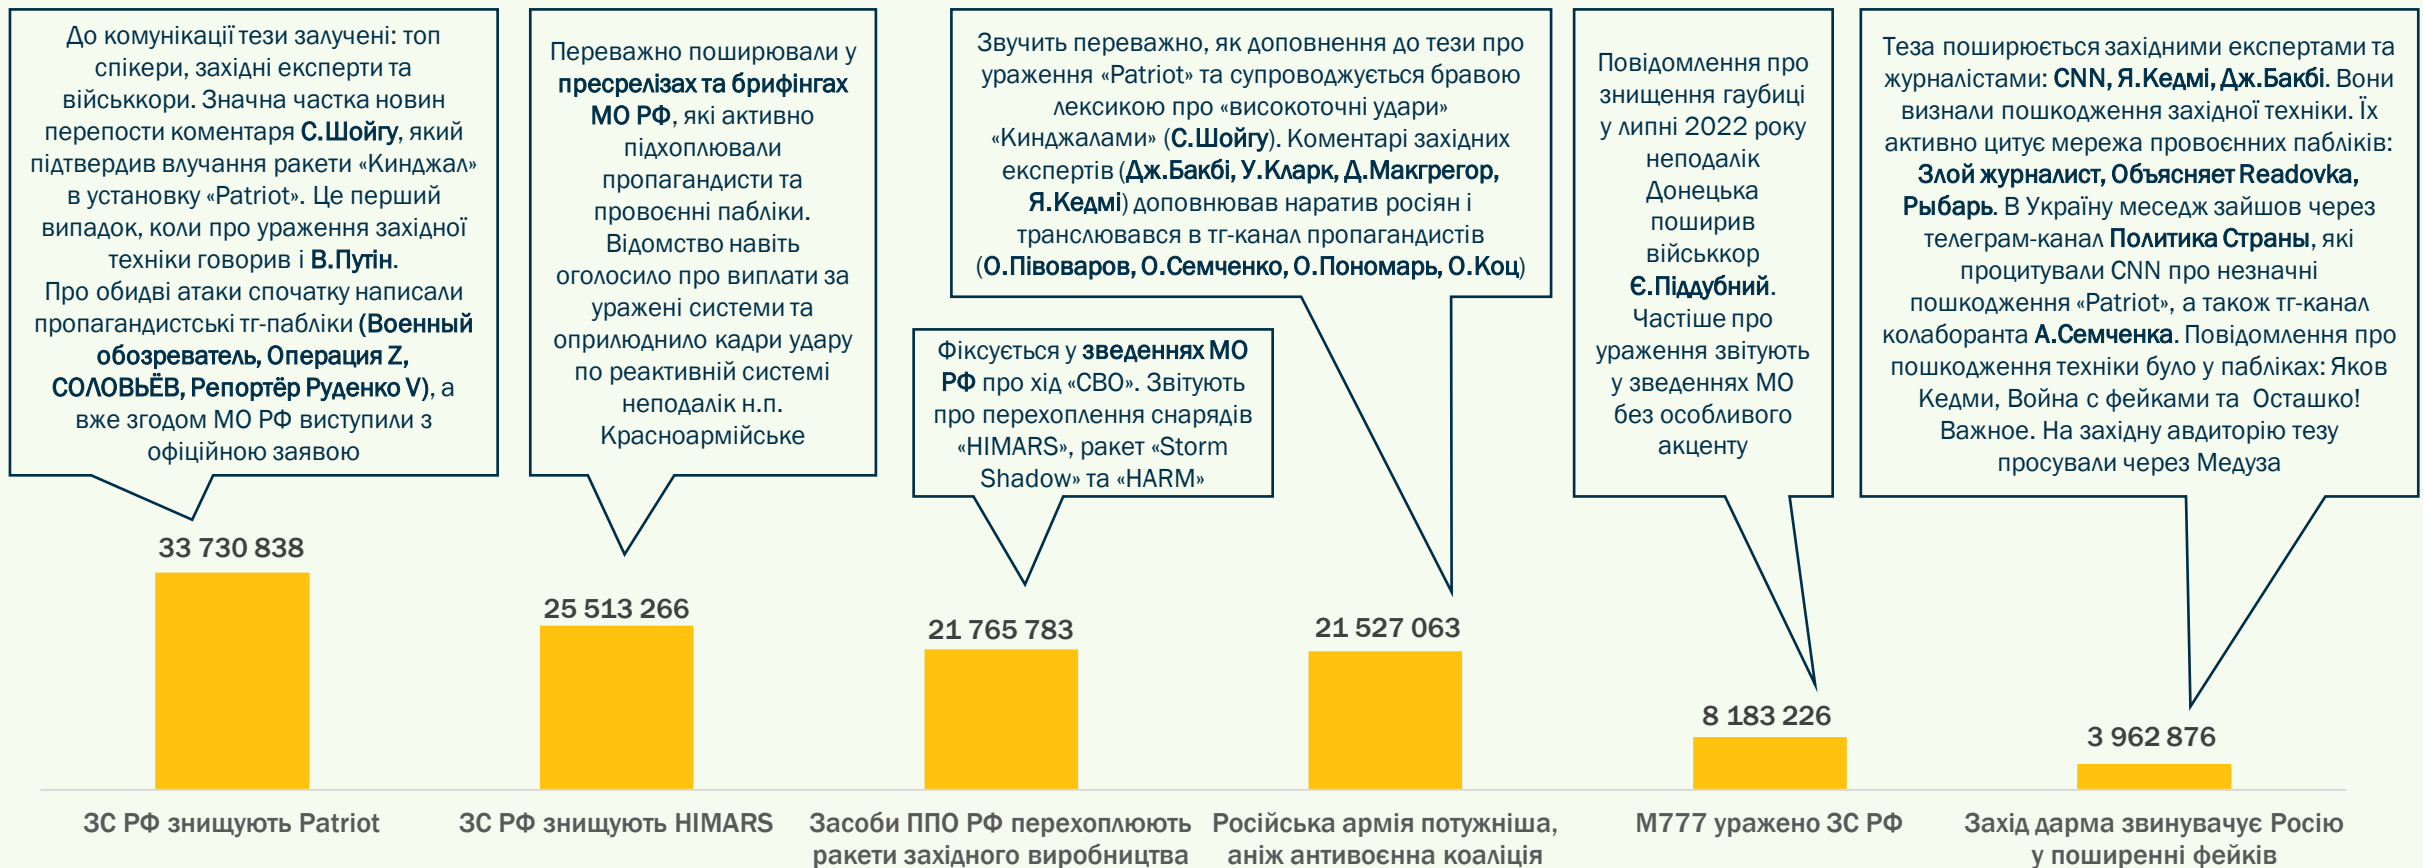 До комунікації тези залучені: топ
спікери, західні експерти та
військкори. Значна частка новин
перепости коментаря С.Шойгу, який
підтвердив влучання ракети «Кинджал»
в установку «Patriot». Це перший
випадок, коли про ураження західної
техніки говорив і В.Путін.
Про обидві атаки спочатку написали
пропагандистські тг-пабліки (Военный
обозреватель, Операция Z,
СОЛОВЬЁВ, Репортёр Руденко V), а
вже згодом МО РФ виступили з
офіційною заявою
Переважно поширювали у
пресрелізах та брифінгах
МО РФ, які активно
підхоплювали
пропагандисти та
провоєнні пабліки.
Відомство навіть
оголосило про виплати за
уражені системи та
оприлюднило кадри удару
по реактивній системі
неподалік н.п.
Красноармійське
Фіксується у зведеннях МО
РФ про хід «СВО». Звітують
про перехоплення снарядів
«HIMARS», ракет «Storm
Shadow» та «HARM»
Звучить переважно, як доповнення до тези про
ураження «Patriot» та супроводжується бравою
лексикою про «високоточні удари»
«Кинджалами» (С.Шойгу). Коментарі західних
експертів (Дж.Бакбі, У.Кларк, Д.Макгрегор,
Я.Кедмі) доповнював наратив росіян і
транслювався в тг-канал пропагандистів
(О.Півоваров, О.Семченко, О.Пономарь, О.Коц)
Повідомлення про
знищення гаубиці
у липні 2022 року
неподалік
Донецька
поширив
військкор
Є.Піддубний.
Частіше про
ураження звітують
у зведеннях МО
без особливого
акценту
Теза поширюється західними експертами та
журналістами: CNN, Я.Кедмі, Дж.Бакбі. Вони
визнали пошкодження західної техніки. Їх
активно цитує мережа провоєнних пабліків:
Злой журналист, Объясняет Readovka,
Рыбарь. В Україну меседж зайшов через
телеграм-канал Политика Страны, які
процитували CNN про незначні
пошкодження «Patriot», а також тг-канал
колаборанта А.Семченка. Повідомлення про
пошкодження техніки було у пабліках: Яков
Кедми, Война с фейками та Осташко!
Важное. На західну авдиторію тезу
просували через Медуза
33 730 838
25 513 266
21 765 783
21 527 063
8 183 226
3 962 876
ЗС РФ знищують Patriot
ЗС РФ знищують HIMARS
Засоби ППО РФ перехоплюють
ракети західного виробництва
Російська армія потужніша,
аніж антивоєнна коаліція
М777 уражено ЗС РФ
Захід дарма звинувачує Росію
у поширенні фейків